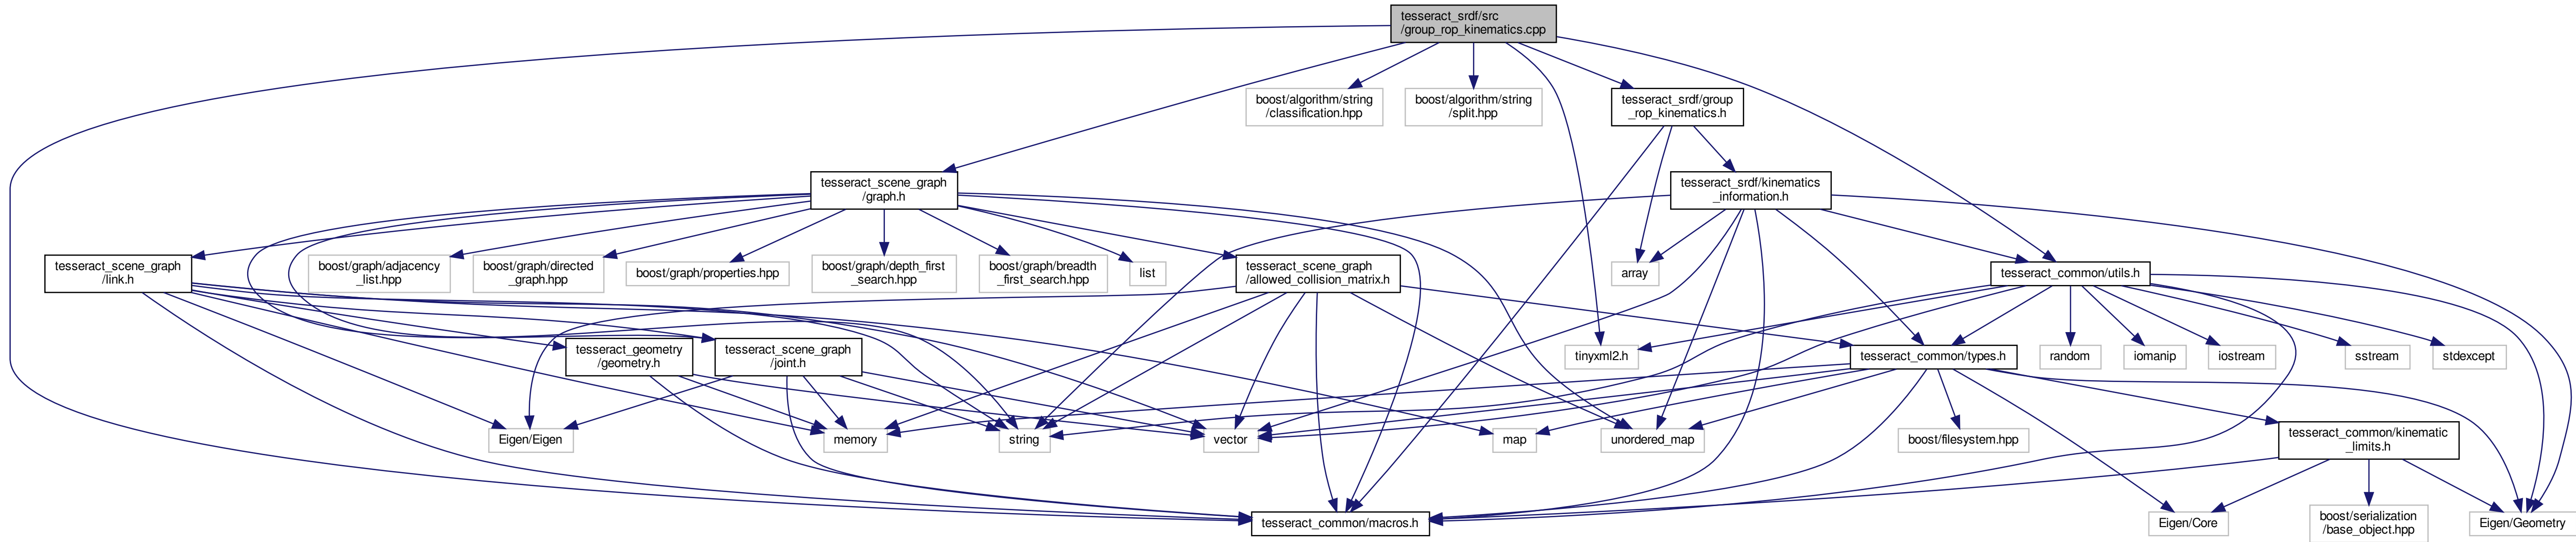 tesseract_srdf/src
/group_rop_kinematics.cpp
boost/algorithm/string
/classification.hpp
boost/algorithm/string
/split.hpp
tesseract_srdf/group
_rop_kinematics.h
tesseract_scene_graph
/graph.h
tesseract_srdf/kinematics
_information.h
tesseract_scene_graph
/link.h
boost/graph/adjacency
_list.hpp
boost/graph/directed
_graph.hpp
boost/graph/properties.hpp
boost/graph/depth_first
_search.hpp
boost/graph/breadth
_first_search.hpp
list
tesseract_scene_graph
/allowed_collision_matrix.h
array
tesseract_common/utils.h
tesseract_geometry
/geometry.h
tesseract_scene_graph
/joint.h
tinyxml2.h
tesseract_common/types.h
random
iomanip
iostream
sstream
stdexcept
Eigen/Eigen
memory
string
vector
map
unordered_map
boost/filesystem.hpp
tesseract_common/kinematic
_limits.h
tesseract_common/macros.h
Eigen/Core
boost/serialization
/base_object.hpp
Eigen/Geometry